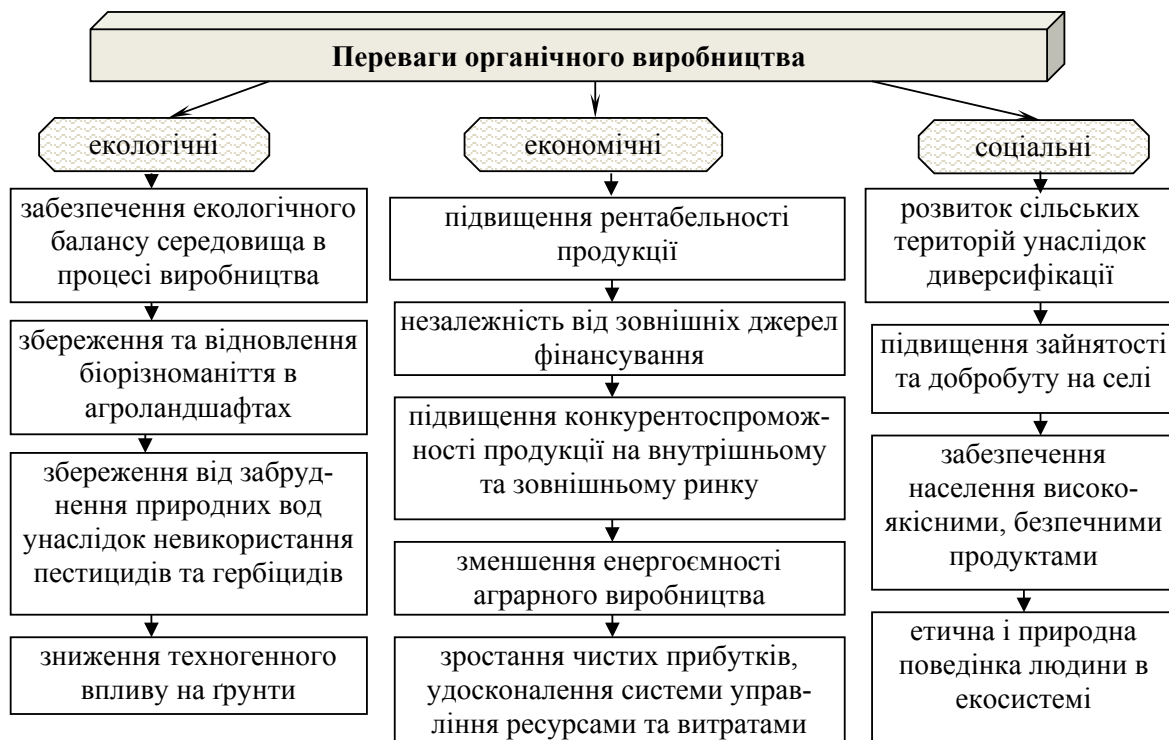 Переваги органічного виробництва
екологічні
забезпечення екологічного
балансу середовища в
процесі виробництва
збереження та відновлення
біорізноманіття в
агроландшафтах
збереження від забруд-
нення природних вод
унаслідок невикористання
пестицидів та гербіцидів
зниження техногенного
впливу на ґрунти
економічні
підвищення рентабельності
продукції
незалежність від зовнішніх джерел
фінансування
підвищення конкурентоспромож-
ності продукції на внутрішньому
та зовнішньому ринку
зменшення енергоємності
аграрного виробництва
зростання чистих прибутків,
удосконалення системи управ-
ління ресурсами та витратами
соціальні
розвиток сільських
територій унаслідок
диверсифікації
підвищення зайнятості
та добробуту на селі
забезпечення
населення високо-
якісними, безпечними
продуктами
етична і природна
поведінка людини в
екосистемі